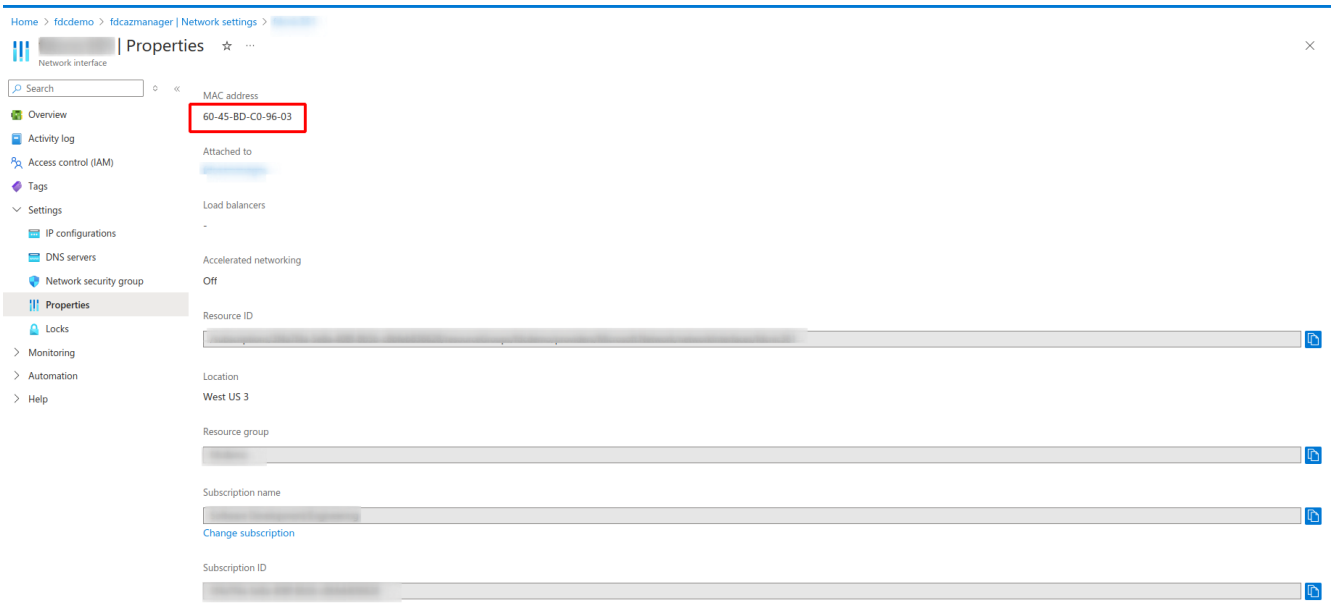 Home > fdcdemo > fdcazmanager | Network settings >
| Properties
Network interface
Search
Overview
Activity log
Access control (IAM)
Tags
Settings
IP configurations
DNS servers
Network security group
Properties
Locks
Monitoring
Automation
Help
MAC address
60-45-BD-C0-96-03
Attached to
Load balancers
-
Accelerated networking
Off
Resource ID
Location
West US 3
Resource group
Subscription name
Change subscription
Subscription ID